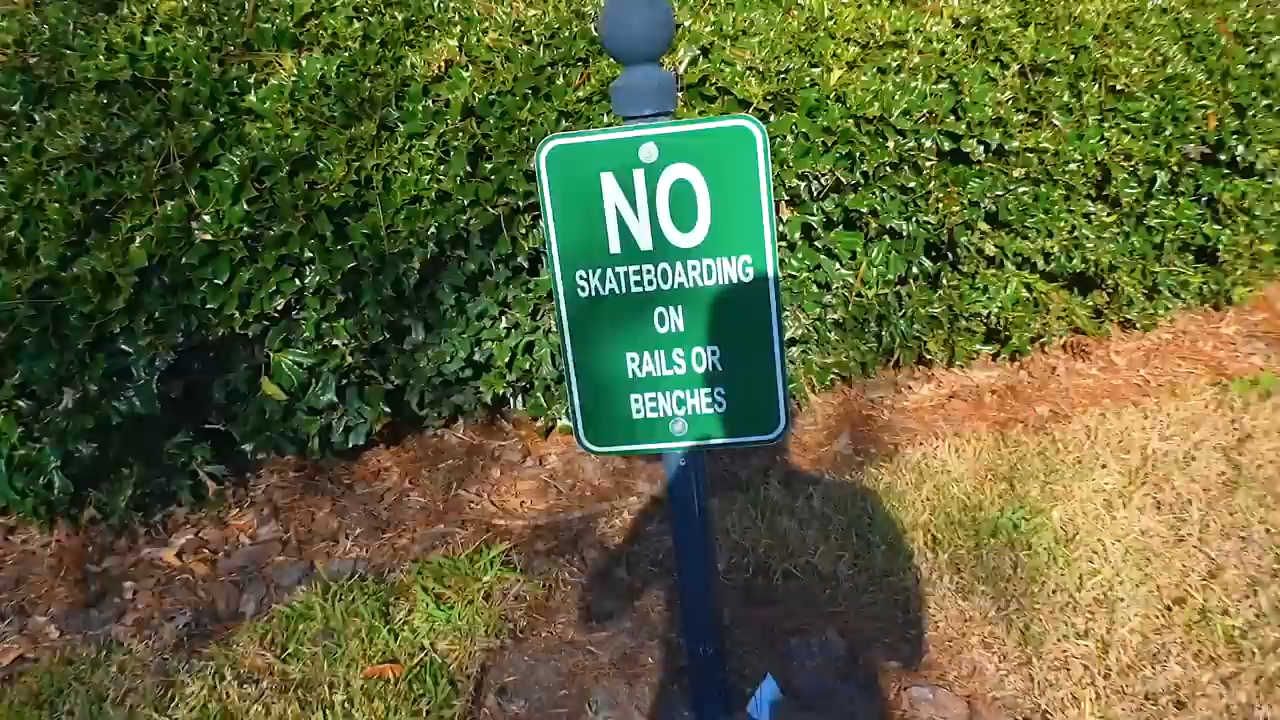 NO
SKATEBOARDING
ON
RAILS OR
BENCHES